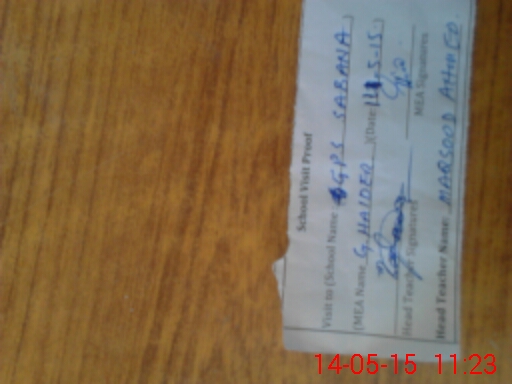 School Visit Proof
Visit to (School Name GPS SABANA )
(MEA Name G. HAIDER )(Date 14-5-15)
Head Teacher Signatures MEA Signatures
Head Teacher Name: MAQSOOD AHMED
14-05-15 11:23